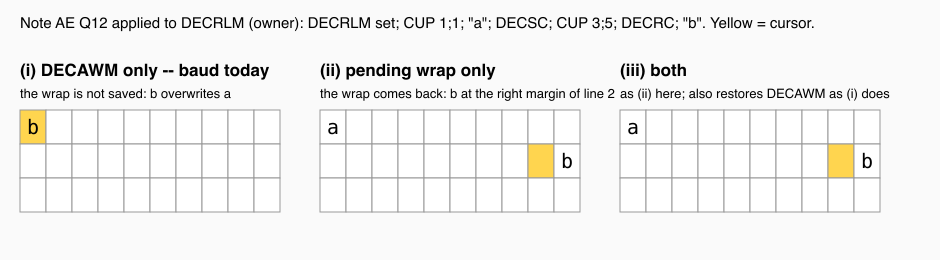 Note AE Q12 applied to DECRLM (owner): DECRLM set; CUP 1;1; "a"; DECSC; CUP 3;5; DECRC; "b". Yellow = cursor.
(i) DECAWM only -- baud today
the wrap is not saved: b overwrites a
b
(ii) pending wrap only
the wrap comes back: b at the right margin of line 2
a
b
(iii) both
as (ii) here; also restores DECAWM as (i) does
a
b